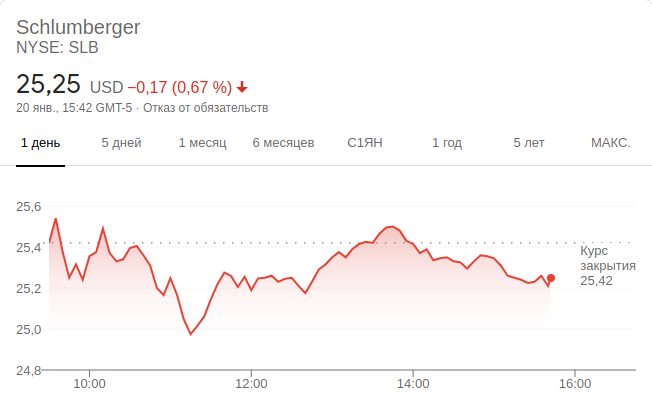 Schlumberger
NYSE: SLB
25,25 USD −0,17 (0,67 %)
20 янв., 15:42 GMT-5 · Отказ от обязательств
1 день 5 дней 1 месяц 6 месяцев С1ЯН 1 год 5 лет МАКС.
25,6
25,4
25,2
25,0
24,8
Курс
закрытия
25,42
10:00 12:00 14:00 16:00